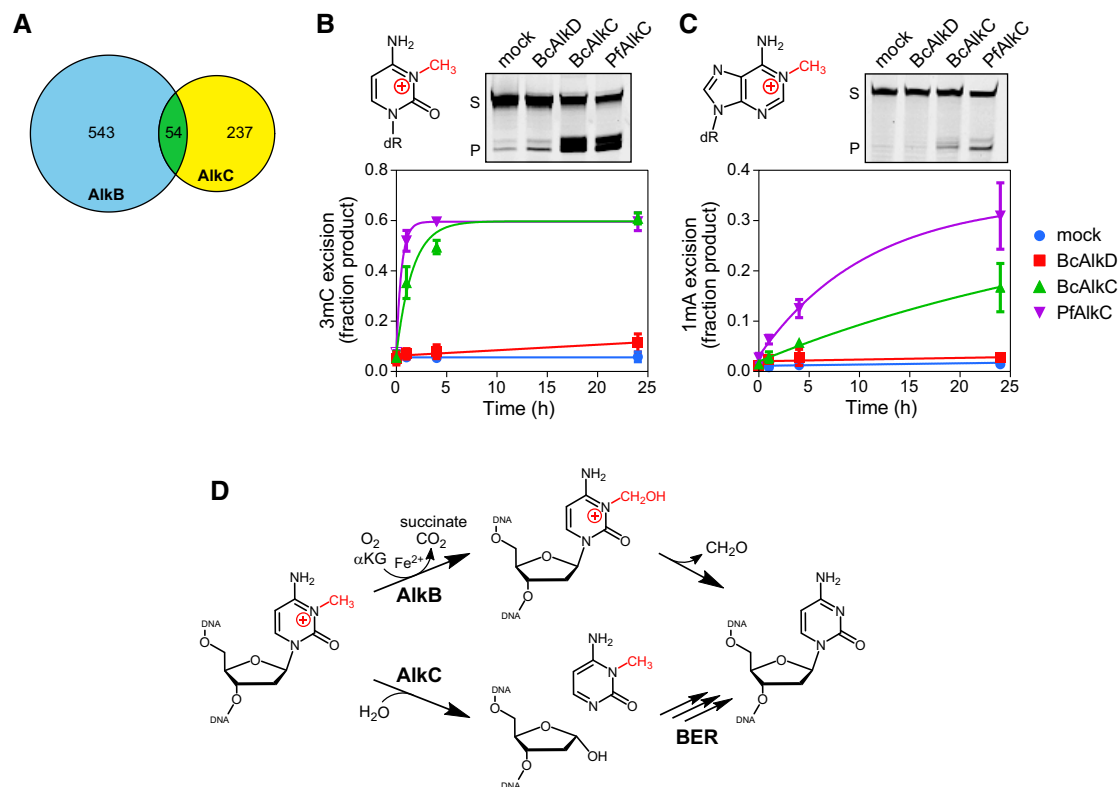 A
543
54
237
AlkB
AlkC
B
NH2
N
CH3
+
N
O
dR
mock
BcAlkD
BcAlkC
PfAlkC
S
P
3mC excision
(fraction product)
0.8
0.6
0.4
0.2
0.0
0 5 10 15 20 25
Time (h)
C
NH2
N
N
CH3
+
N
N
dR
mock
BcAlkD
BcAlkC
PfAlkC
S
P
1mA excision
(fraction product)
0.4
0.3
0.2
0.1
0.0
0 5 10 15 20 25
Time (h)
mock
BcAlkD
BcAlkC
PfAlkC
D
NH2
N
CH3
+
DNA
O
N
O
O
O
DNA
O2
succinate
CO2
αKG
Fe2+
AlkB
NH2
N
CH2OH
+
DNA
O
N
O
O
O
DNA
CH2O
AlkC
H2O
NH2
N
CH3
N
O
DNA
O
O
OH
O
DNA
BER
NH2
N
DNA
O
N
O
O
O
DNA